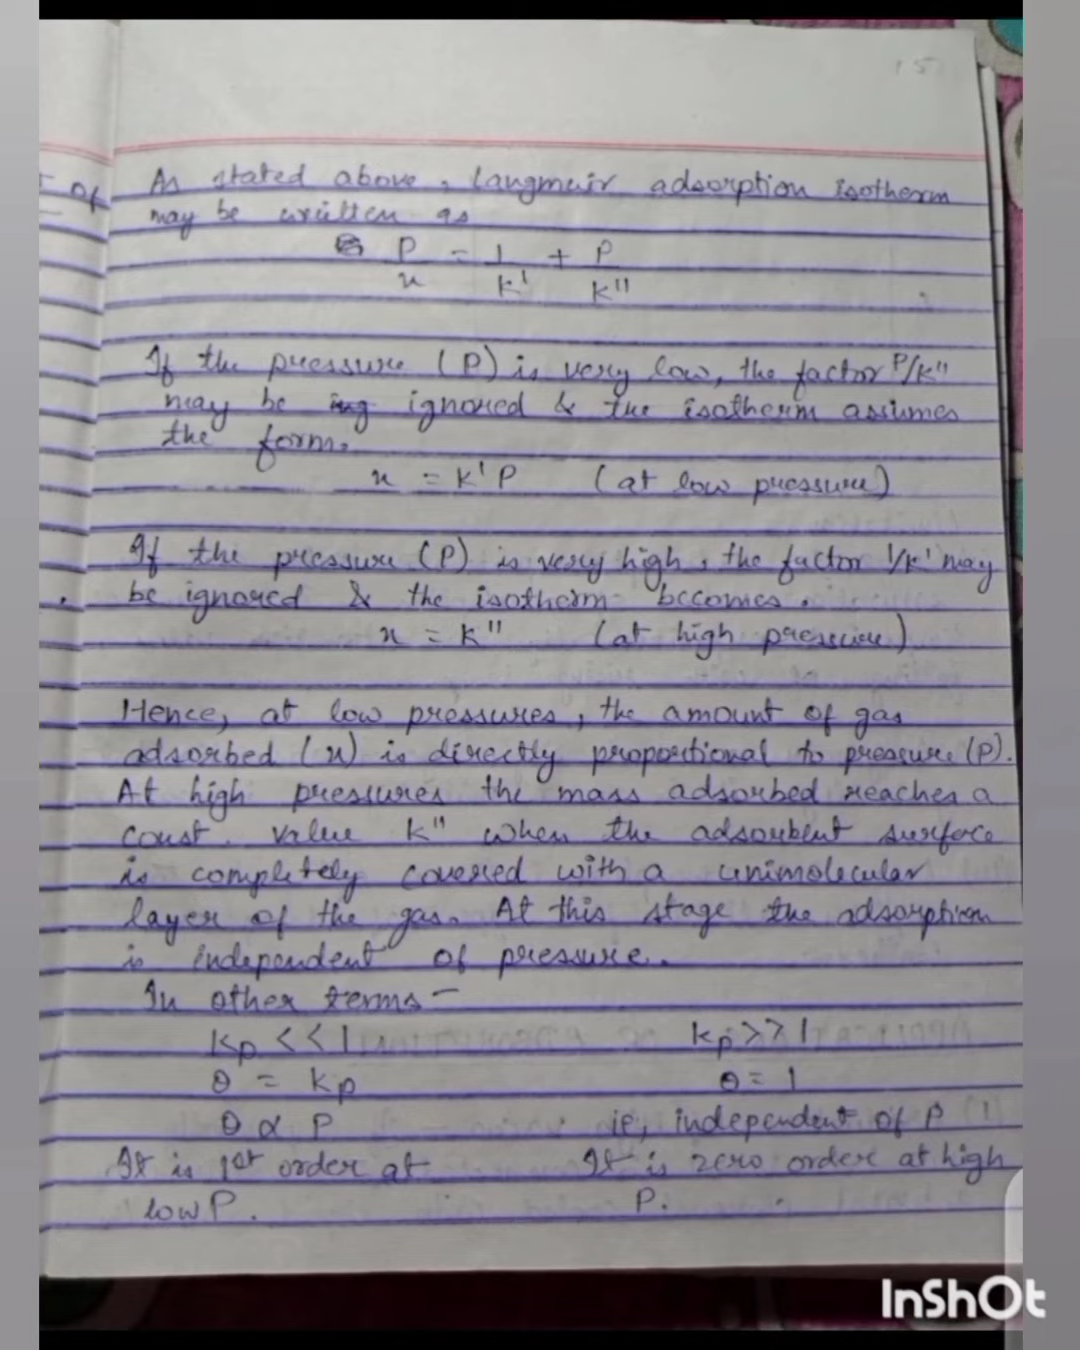 15
of
As stated above, Langmuir adsorption isotherm
may be written as
P/x = 1/k' + P/k''
If the pressure (P) is very low, the factor P/k''
may be ignored & the isotherm assumes
the form.
x = k'P (at low pressure)
If the pressure (P) is very high, the factor 1/k' may
be ignored & the isotherm becomes.
x = k'' (at high pressure)
Hence, at low pressures, the amount of gas
adsorbed (x) is directly proportional to pressure (P).
At high pressures the mass adsorbed reaches a
const. value k'' when the adsorbent surface
is completely covered with a unimolecular
layer of the gas. At this stage the adsorption
is independent of pressure.
In other terms -
kp << 1 kp >> 1
θ = kp θ = 1
θ α P ie, independent of P
It is 1st order at It is zero order at high
low P. P.
InShOt